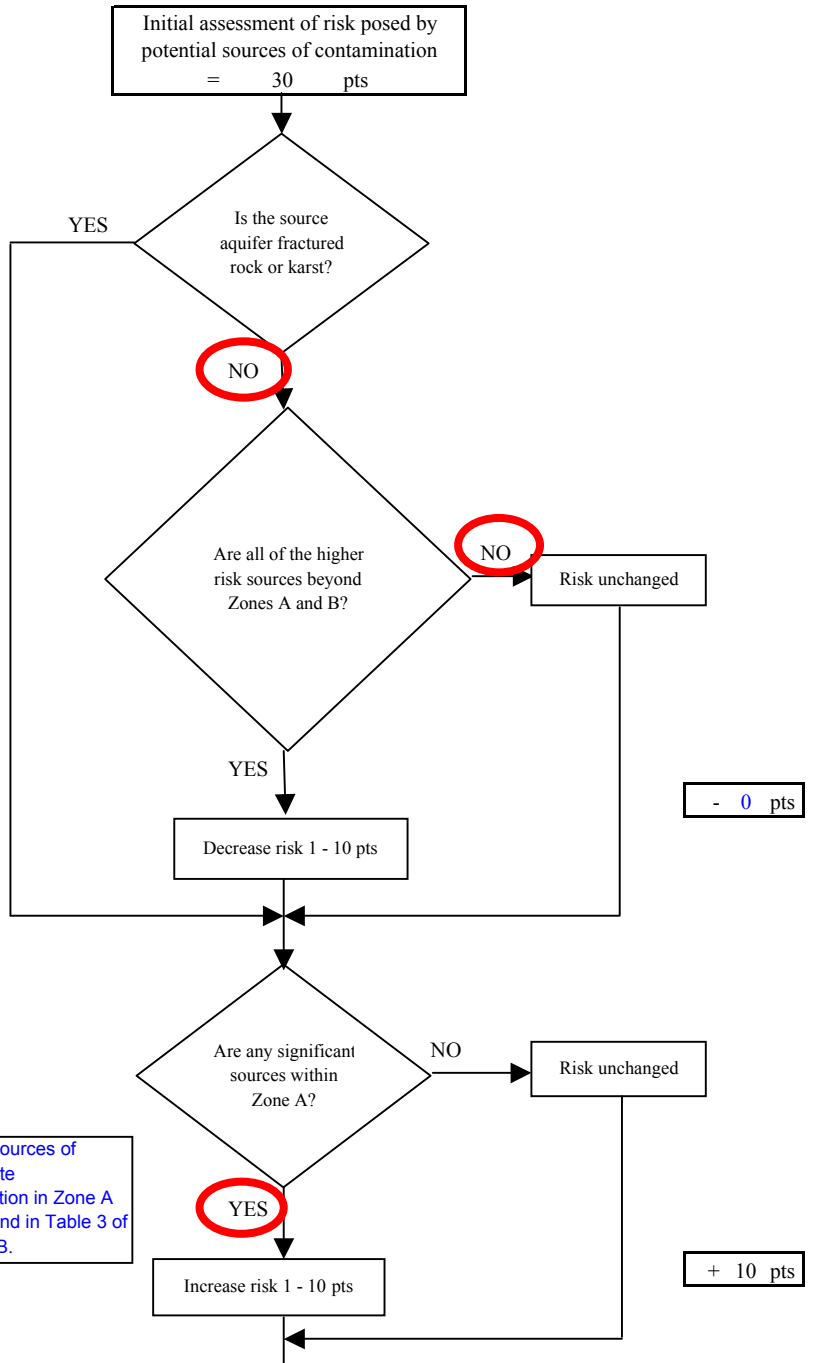 Initial assessment of risk posed by
potential sources of contamination
= 30 pts
YES
Is the source
aquifer fractured
rock or karst?
NO
Are all of the higher
risk sources beyond
Zones A and B?
NO
Risk unchanged
YES
- 0 pts
Decrease risk 1 - 10 pts
Are any significant
sources within
Zone A?
NO
Risk unchanged
ources of
te
tion in Zone A
nd in Table 3 of
B.
YES
Increase risk 1 - 10 pts
+ 10 pts